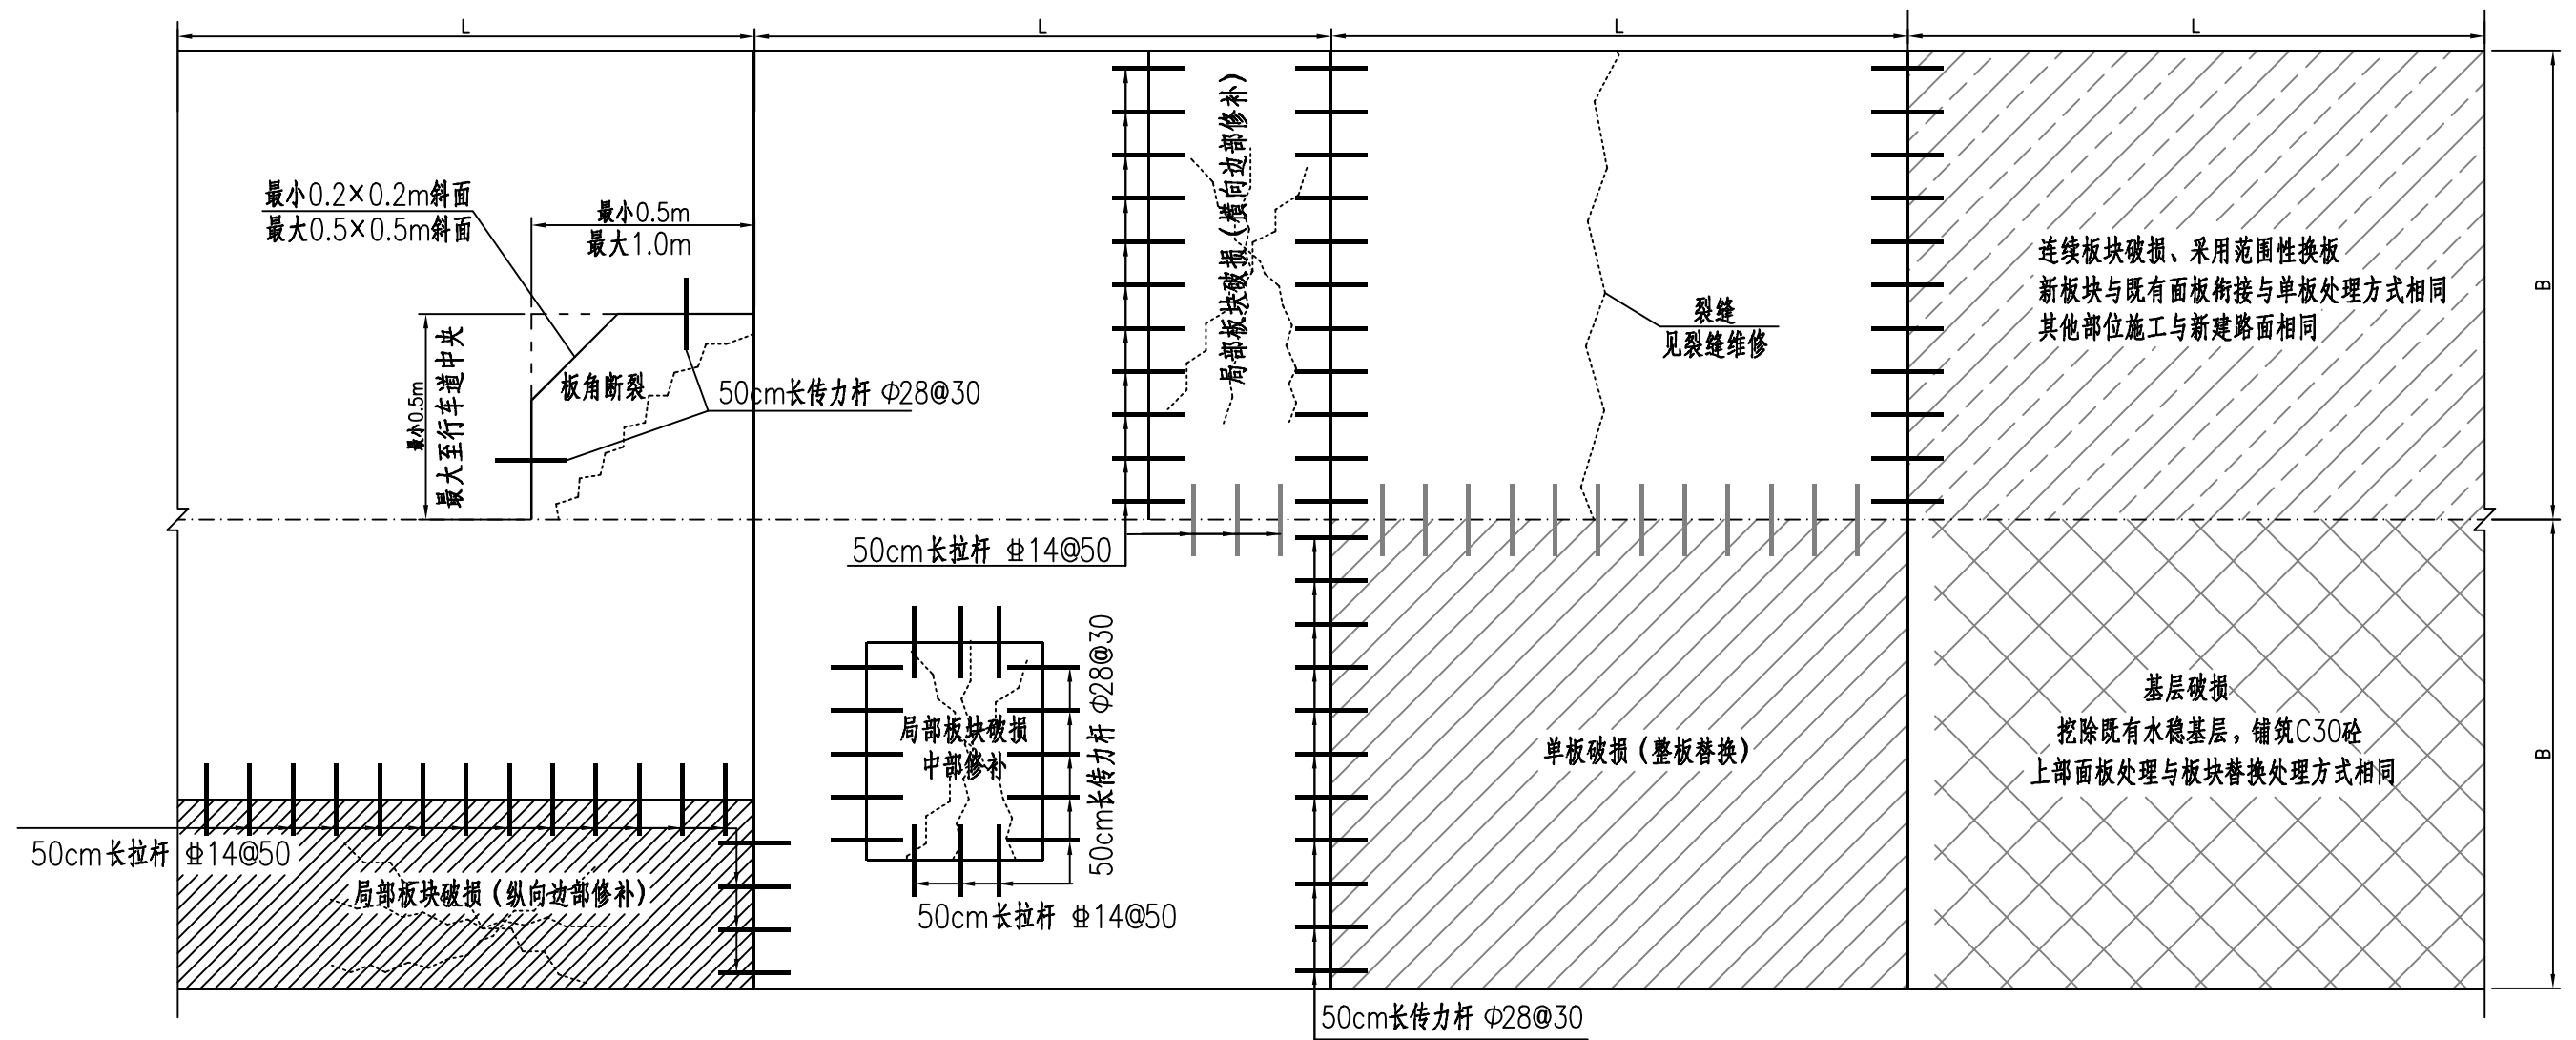 L
L
L
L
最小0.2×0.2m斜面
最大0.5×0.5m斜面
最小0.5m
最大1.0m
最小0.5m
最大至行车道中央
板角断裂
50cm长传力杆 Φ28@30
局部板块破损（横向边部修补）
50cm长拉杆 ⏂14@50
裂缝
见裂缝维修
连续板块破损、采用范围性换板
新板块与既有面板衔接与单板处理方式相同
其他部位施工与新建路面相同
B
50cm长拉杆 ⏂14@50
局部板块破损（纵向边部修补）
局部板块破损
中部修补
50cm长传力杆 Φ28@30
50cm长拉杆 ⏂14@50
单板破损（整板替换）
50cm长传力杆 Φ28@30
基层破损
挖除既有水稳基层，铺筑C30砼
上部面板处理与板块替换处理方式相同
B